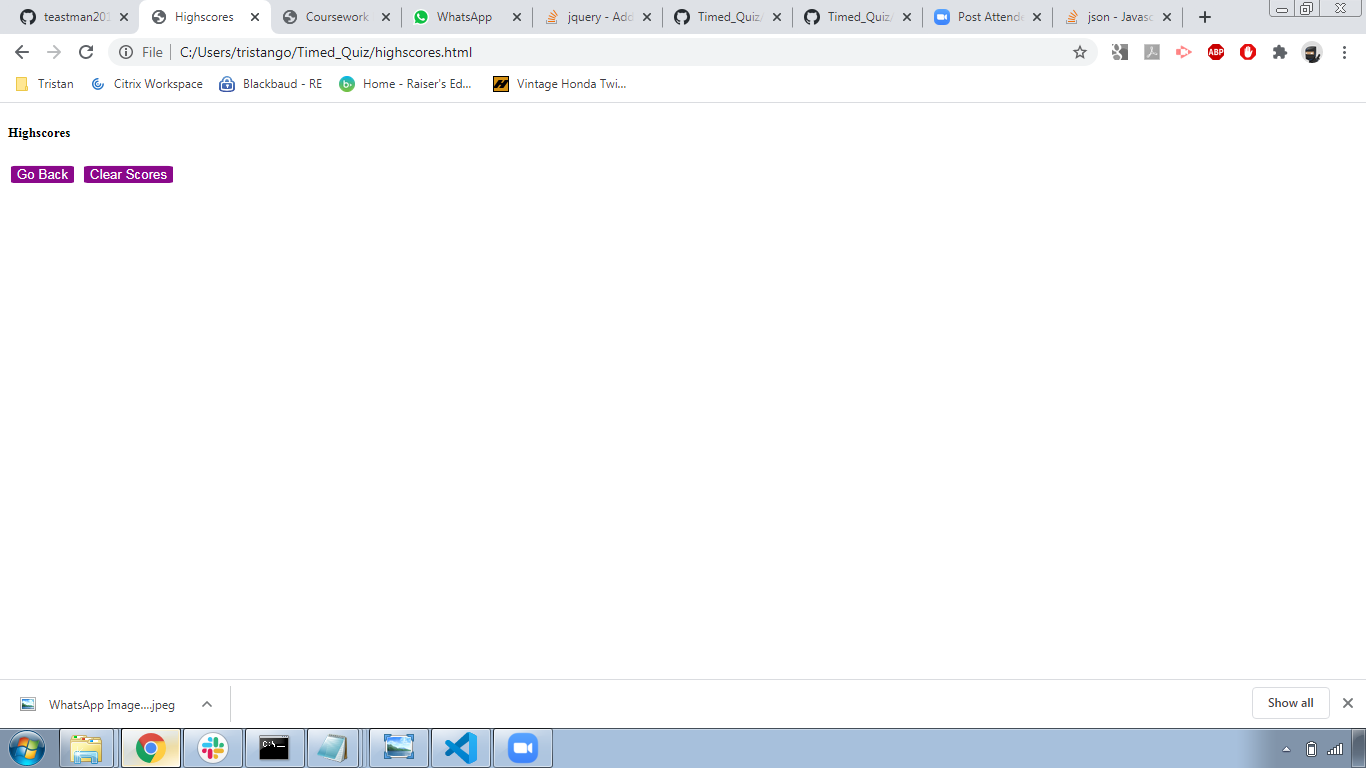 teastman201
Highscores
Coursework
WhatsApp
jquery - Add
Timed_Quiz/
Timed_Quiz/
Post Attende
json - Javasc
File
C:/Users/tristango/Timed_Quiz/highscores.html
ABP
Tristan
Citrix Workspace
Blackbaud - RE
b·
Home - Raiser's Ed...
Vintage Honda Twi...
Highscores
Go Back
Clear Scores
WhatsApp Image....jpeg
Show all
C:\_